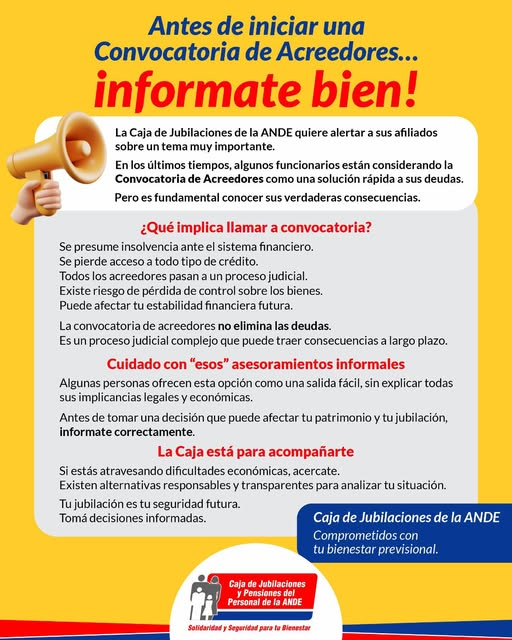 Antes de iniciar una
Convocatoria de Acreedores...
informate bien!
La Caja de Jubilaciones de la ANDE quiere alertar a sus afiliados
sobre un tema muy importante.
En los últimos tiempos, algunos funcionarios están considerando la
Convocatoria de Acreedores como una solución rápida a sus deudas.
Pero es fundamental conocer sus verdaderas consecuencias.
¿Qué implica llamar a convocatoria?
Se presume insolvencia ante el sistema financiero.
Se pierde acceso a todo tipo de crédito.
Todos los acreedores pasan a un proceso judicial.
Existe riesgo de pérdida de control sobre los bienes.
Puede afectar tu estabilidad financiera futura.
La convocatoria de acreedores no elimina las deudas.
Es un proceso judicial complejo que puede traer consecuencias a largo plazo.
Cuidado con “esos” asesoramientos informales
Algunas personas ofrecen esta opción como una salida fácil, sin explicar todas
sus implicancias legales y económicas.
Antes de tomar una decisión que puede afectar tu patrimonio y tu jubilación,
informate correctamente.
La Caja está para acompañarte
Si estás atravesando dificultades económicas, acercate.
Existen alternativas responsables y transparentes para analizar tu situación.
Tu jubilación es tu seguridad futura.
Tomá decisiones informadas.
Caja de Jubilaciones de la ANDE
Comprometidos con
tu bienestar previsional.
Caja de Jubilaciones
y Pensiones del
Personal de la ANDE
Solidaridad y Seguridad para tu Bienestar